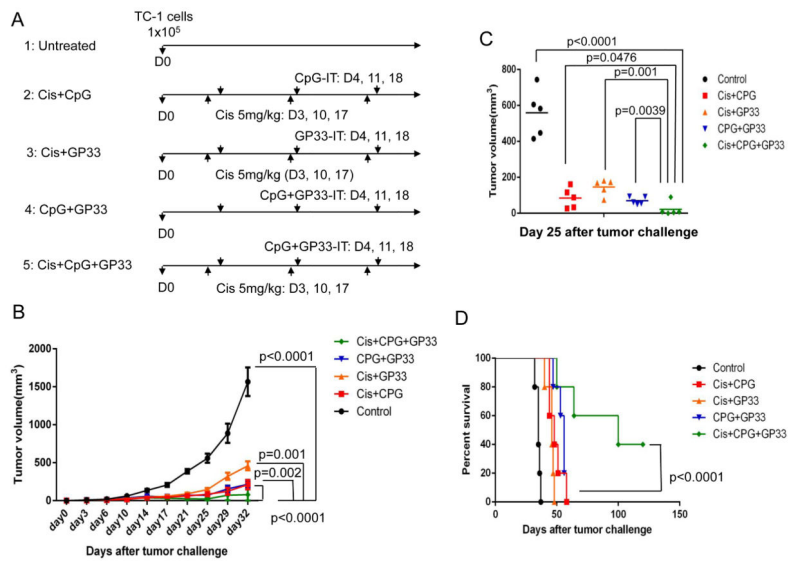 A
TC-1 cells
1x10⁵
1: Untreated
D0
CpG-IT: D4, 11, 18
2: Cis+CpG
D0
Cis 5mg/kg: D3, 10, 17
GP33-IT: D4, 11, 18
3: Cis+GP33
D0
Cis 5mg/kg (D3, 10, 17)
CpG+GP33-IT: D4, 11, 18
4: CpG+GP33
D0
CpG+GP33-IT: D4, 11, 18
5: Cis+CpG+GP33
D0
Cis 5mg/kg: D3, 10, 17
B
Tumor volume(mm³)
2000
1500
1000
500
0
day0
day3
day6
day10
day14
day17
day21
day25
day29
day32
Days after tumor challenge
Cis+CPG+GP33
CPG+GP33
Cis+GP33
Cis+CPG
Control
p<0.0001
p=0.001
p=0.002
p<0.0001
C
p<0.0001
p=0.0476
p=0.001
p=0.0039
Tumor volume(mm³)
800
600
400
200
0
Day 25 after tumor challenge
Control
Cis+CPG
Cis+GP33
CPG+GP33
Cis+CPG+GP33
D
Percent survival
100
80
60
40
20
0
0
50
100
150
Days after tumor challenge
Control
Cis+CPG
Cis+GP33
CPG+GP33
Cis+CPG+GP33
p<0.0001